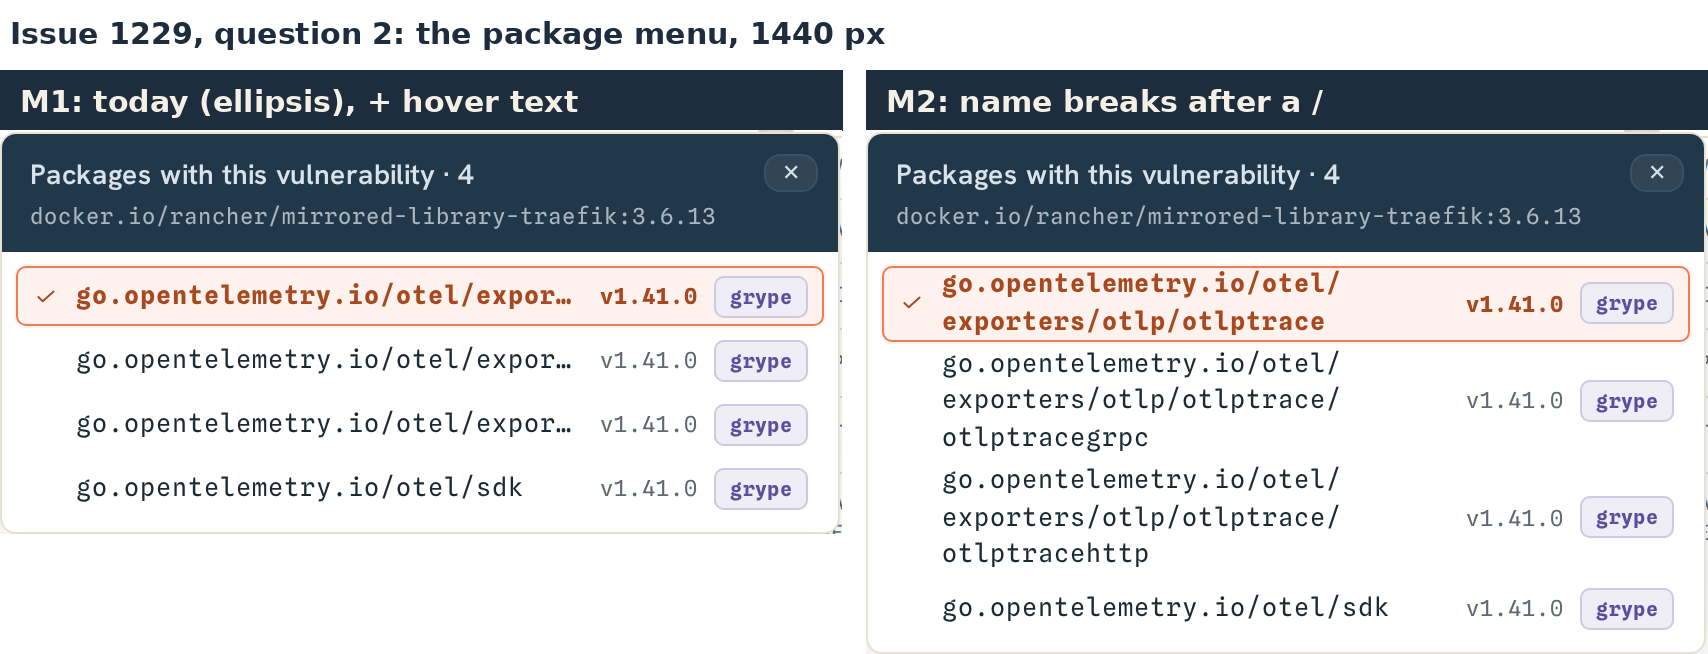 Issue 1229, question 2: the package menu, 1440 px
M1: today (ellipsis), + hover text
Packages with this vulnerability · 4
✕
docker.io/rancher/mirrored-library-traefik:3.6.13
✓ go.opentelemetry.io/otel/expor… v1.41.0 grype
go.opentelemetry.io/otel/expor… v1.41.0 grype
go.opentelemetry.io/otel/expor… v1.41.0 grype
go.opentelemetry.io/otel/sdk v1.41.0 grype
M2: name breaks after a /
Packages with this vulnerability · 4
✕
docker.io/rancher/mirrored-library-traefik:3.6.13
✓ go.opentelemetry.io/otel/
exporters/otlp/otlptrace v1.41.0 grype
go.opentelemetry.io/otel/
exporters/otlp/otlptrace/ v1.41.0 grype
otlptracegrpc
go.opentelemetry.io/otel/
exporters/otlp/otlptrace/ v1.41.0 grype
otlptracehttp
go.opentelemetry.io/otel/sdk v1.41.0 grype